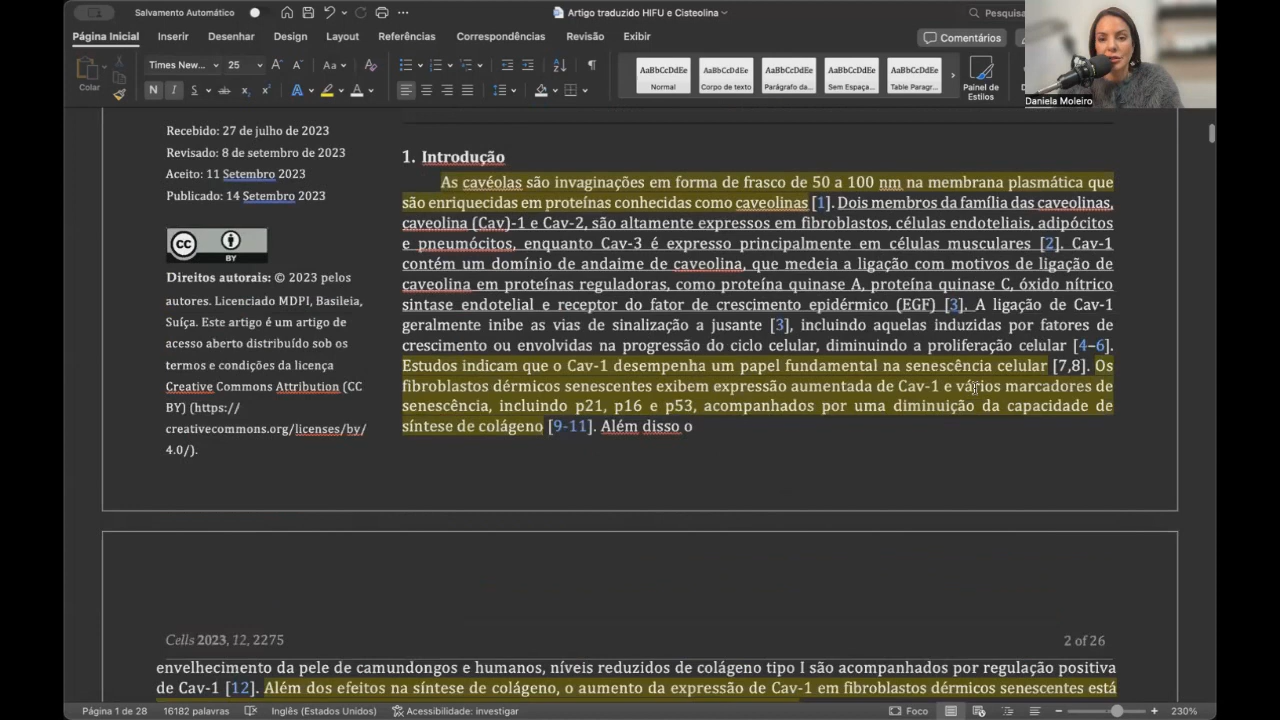 Salvamento Automático
Artigo traduzido HIFU e Cisteolina
Pesquisa
Página Inicial Inserir Desenhar Design Layout Referências Correspondências Revisão Exibir
Comentários
Colar
Times New...
25
Aa
N I S ab x₂ x²
AaBbCcDdEe AaBbCcDdEe AaBbCcDdEe AaBbCcDdEe AaBbCcDdEe
Normal Corpo de texto Parágrafo da... Sem Espaça... Table Paragr...
Painel de
Estilos
Daniela Moleiro
Recebido: 27 de julho de 2023
Revisado: 8 de setembro de 2023
Aceito: 11 Setembro 2023
Publicado: 14 Setembro 2023
CC BY
Direitos autorais: © 2023 pelos
autores. Licenciado MDPI, Basileia,
Suíça. Este artigo é um artigo de
acesso aberto distribuído sob os
termos e condições da licença
Creative Commons Attribution (CC
BY) (https://
creativecommons.org/licenses/by/
4.0/).
1. Introdução
As cavéolas são invaginações em forma de frasco de 50 a 100 nm na membrana plasmática que
são enriquecidas em proteínas conhecidas como caveolinas [1]. Dois membros da família das caveolinas,
caveolina (Cav)-1 e Cav-2, são altamente expressos em fibroblastos, células endoteliais, adipócitos
e pneumócitos, enquanto Cav-3 é expresso principalmente em células musculares [2]. Cav-1
contém um domínio de andaime de caveolina, que medeia a ligação com motivos de ligação de
caveolina em proteínas reguladoras, como proteína quinase A, proteína quinase C, óxido nítrico
sintase endotelial e receptor do fator de crescimento epidérmico (EGF) [3]. A ligação de Cav-1
geralmente inibe as vias de sinalização a jusante [3], incluindo aquelas induzidas por fatores de
crescimento ou envolvidas na progressão do ciclo celular, diminuindo a proliferação celular [4–6].
Estudos indicam que o Cav-1 desempenha um papel fundamental na senescência celular [7,8]. Os
fibroblastos dérmicos senescentes exibem expressão aumentada de Cav-1 e vários marcadores de
senescência, incluindo p21, p16 e p53, acompanhados por uma diminuição da capacidade de
síntese de colágeno [9-11]. Além disso o
Cells 2023, 12, 2275
2 of 26
envelhecimento da pele de camundongos e humanos, níveis reduzidos de colágeno tipo I são acompanhados por regulação positiva
de Cav-1 [12]. Além dos efeitos na síntese de colágeno, o aumento da expressão de Cav-1 em fibroblastos dérmicos senescentes está
Página 1 de 28 16182 palavras Inglês (Estados Unidos) Acessibilidade: investigar Foco 230%